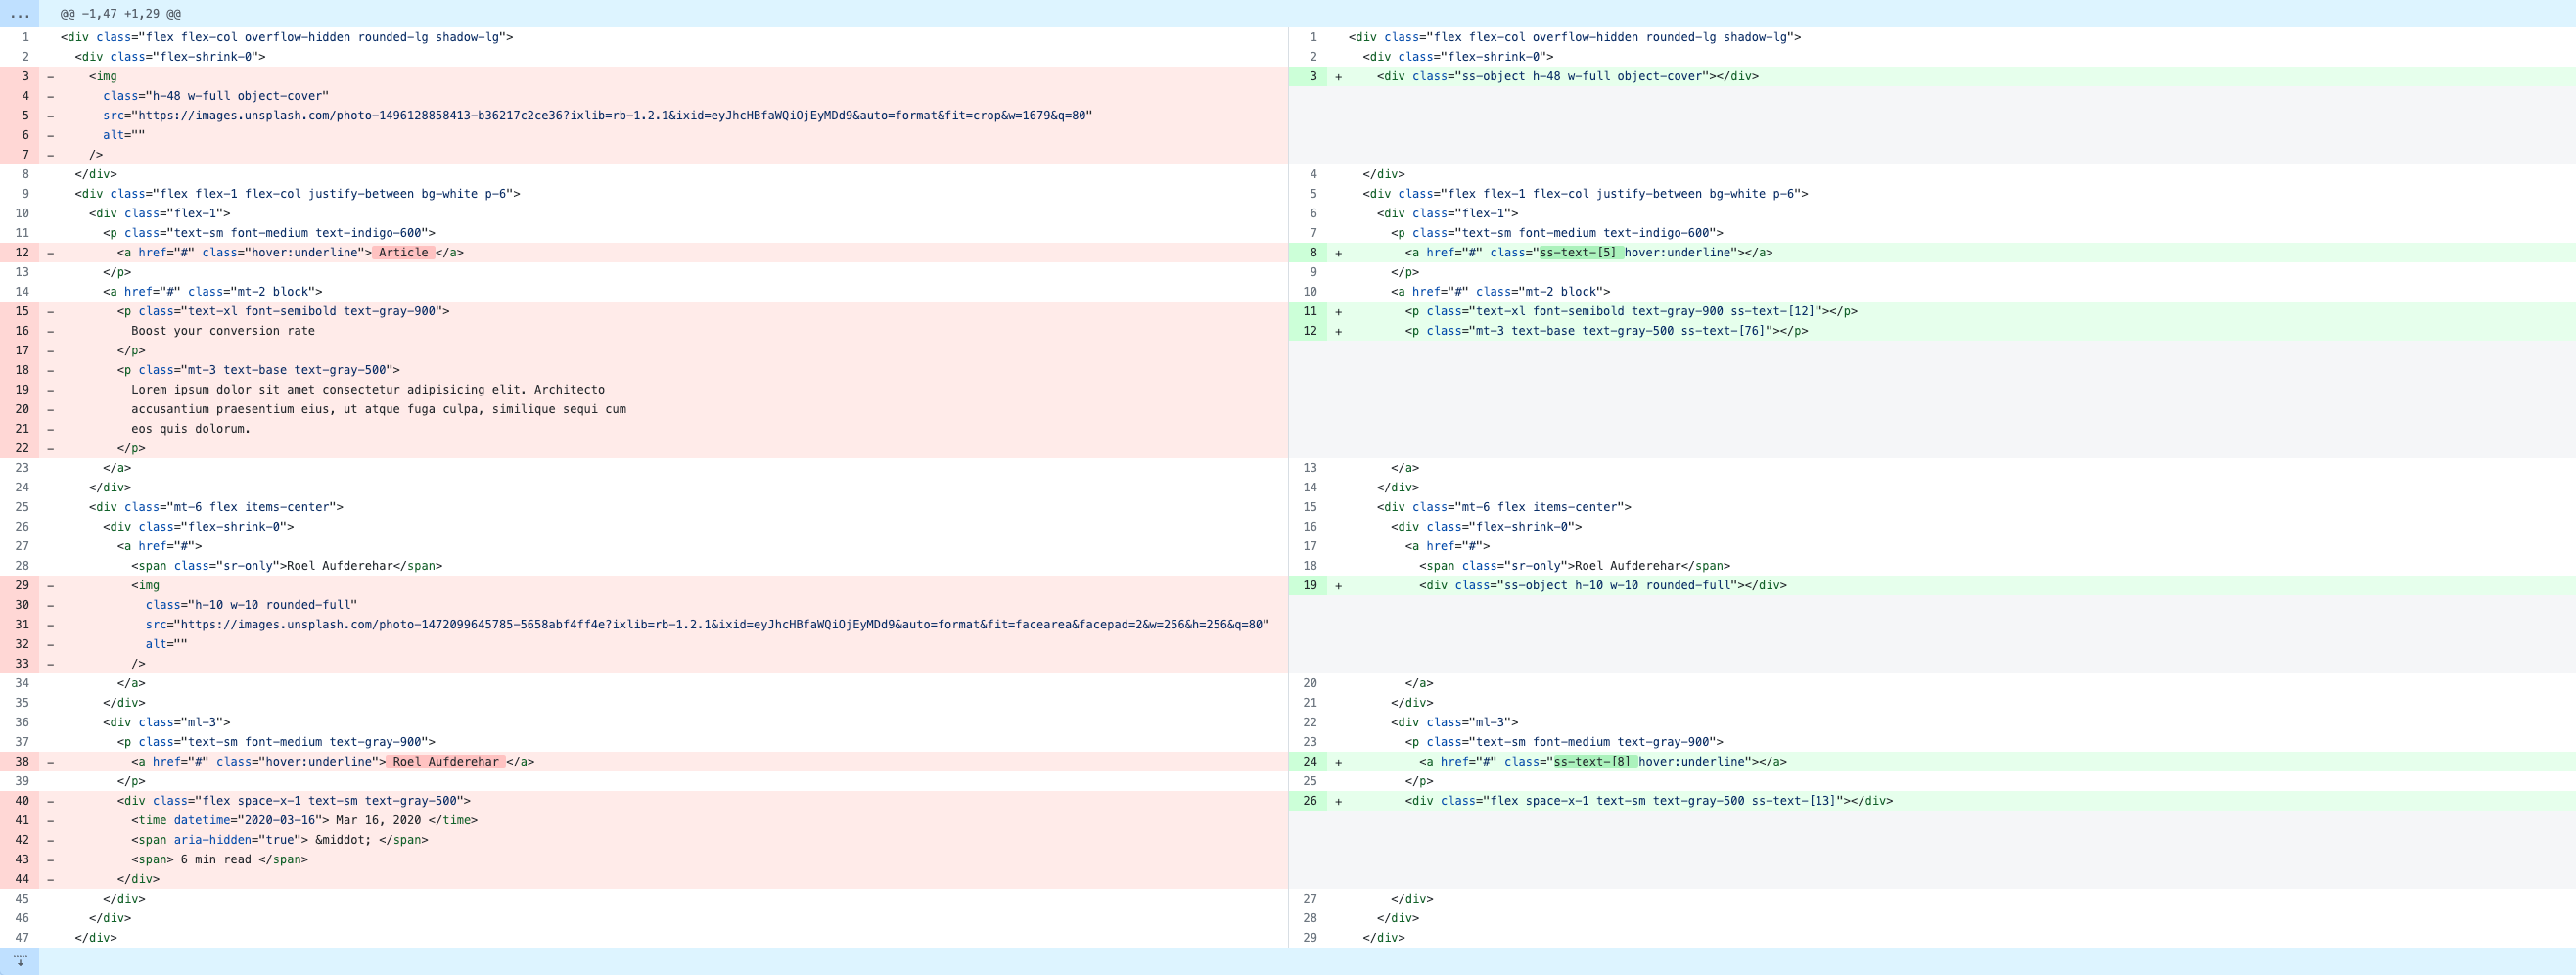 ... @@ -1,47 +1,29 @@
1 <div class="flex flex-col overflow-hidden rounded-lg shadow-lg">
2 <div class="flex-shrink-0">
3 - <img
4 - class="h-48 w-full object-cover"
5 - src="https://images.unsplash.com/photo-1496128858413-b36217c2ce36?ixlib=rb-1.2.1&ixid=eyJhcHBfaWQiOjEyMDd9&auto=format&fit=crop&w=1679&q=80"
6 - alt=""
7 - />
8 </div>
9 <div class="flex flex-1 flex-col justify-between bg-white p-6">
10 <div class="flex-1">
11 <p class="text-sm font-medium text-indigo-600">
12 - <a href="#" class="hover:underline"> Article </a>
13 </p>
14 <a href="#" class="mt-2 block">
15 - <p class="text-xl font-semibold text-gray-900">
16 - Boost your conversion rate
17 - </p>
18 - <p class="mt-3 text-base text-gray-500">
19 - Lorem ipsum dolor sit amet consectetur adipisicing elit. Architecto
20 - accusantium praesentium eius, ut atque fuga culpa, similique sequi cum
21 - eos quis dolorum.
22 - </p>
23 </a>
24 </div>
25 <div class="mt-6 flex items-center">
26 <div class="flex-shrink-0">
27 <a href="#">
28 <span class="sr-only">Roel Aufderehar</span>
29 - <img
30 - class="h-10 w-10 rounded-full"
31 - src="https://images.unsplash.com/photo-1472099645785-5658abf4ff4e?ixlib=rb-1.2.1&ixid=eyJhcHBfaWQiOjEyMDd9&auto=format&fit=facearea&facepad=2&w=256&h=256&q=80"
32 - alt=""
33 - />
34 </a>
35 </div>
36 <div class="ml-3">
37 <p class="text-sm font-medium text-gray-900">
38 - <a href="#" class="hover:underline"> Roel Aufderehar </a>
39 </p>
40 - <div class="flex space-x-1 text-sm text-gray-500">
41 - <time datetime="2020-03-16"> Mar 16, 2020 </time>
42 - <span aria-hidden="true"> &middot; </span>
43 - <span> 6 min read </span>
44 - </div>
45 </div>
46 </div>
47 </div>
1 <div class="flex flex-col overflow-hidden rounded-lg shadow-lg">
2 <div class="flex-shrink-0">
3 + <div class="ss-object h-48 w-full object-cover"></div>
4 </div>
5 <div class="flex flex-1 flex-col justify-between bg-white p-6">
6 <div class="flex-1">
7 <p class="text-sm font-medium text-indigo-600">
8 + <a href="#" class="ss-text-[5] hover:underline"></a>
9 </p>
10 <a href="#" class="mt-2 block">
11 + <p class="text-xl font-semibold text-gray-900 ss-text-[12]"></p>
12 + <p class="mt-3 text-base text-gray-500 ss-text-[76]"></p>
13 </a>
14 </div>
15 <div class="mt-6 flex items-center">
16 <div class="flex-shrink-0">
17 <a href="#">
18 <span class="sr-only">Roel Aufderehar</span>
19 + <div class="ss-object h-10 w-10 rounded-full"></div>
20 </a>
21 </div>
22 <div class="ml-3">
23 <p class="text-sm font-medium text-gray-900">
24 + <a href="#" class="ss-text-[8] hover:underline"></a>
25 </p>
26 + <div class="flex space-x-1 text-sm text-gray-500 ss-text-[13]"></div>
27 </div>
28 </div>
29 </div>